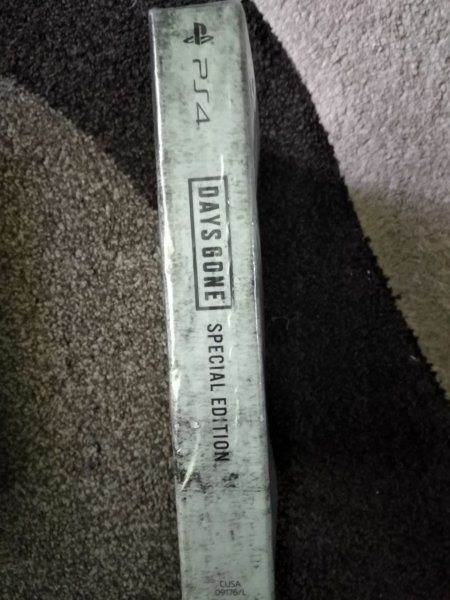 PS4
DAYS GONE
SPECIAL EDITION
CUSA
09176/L